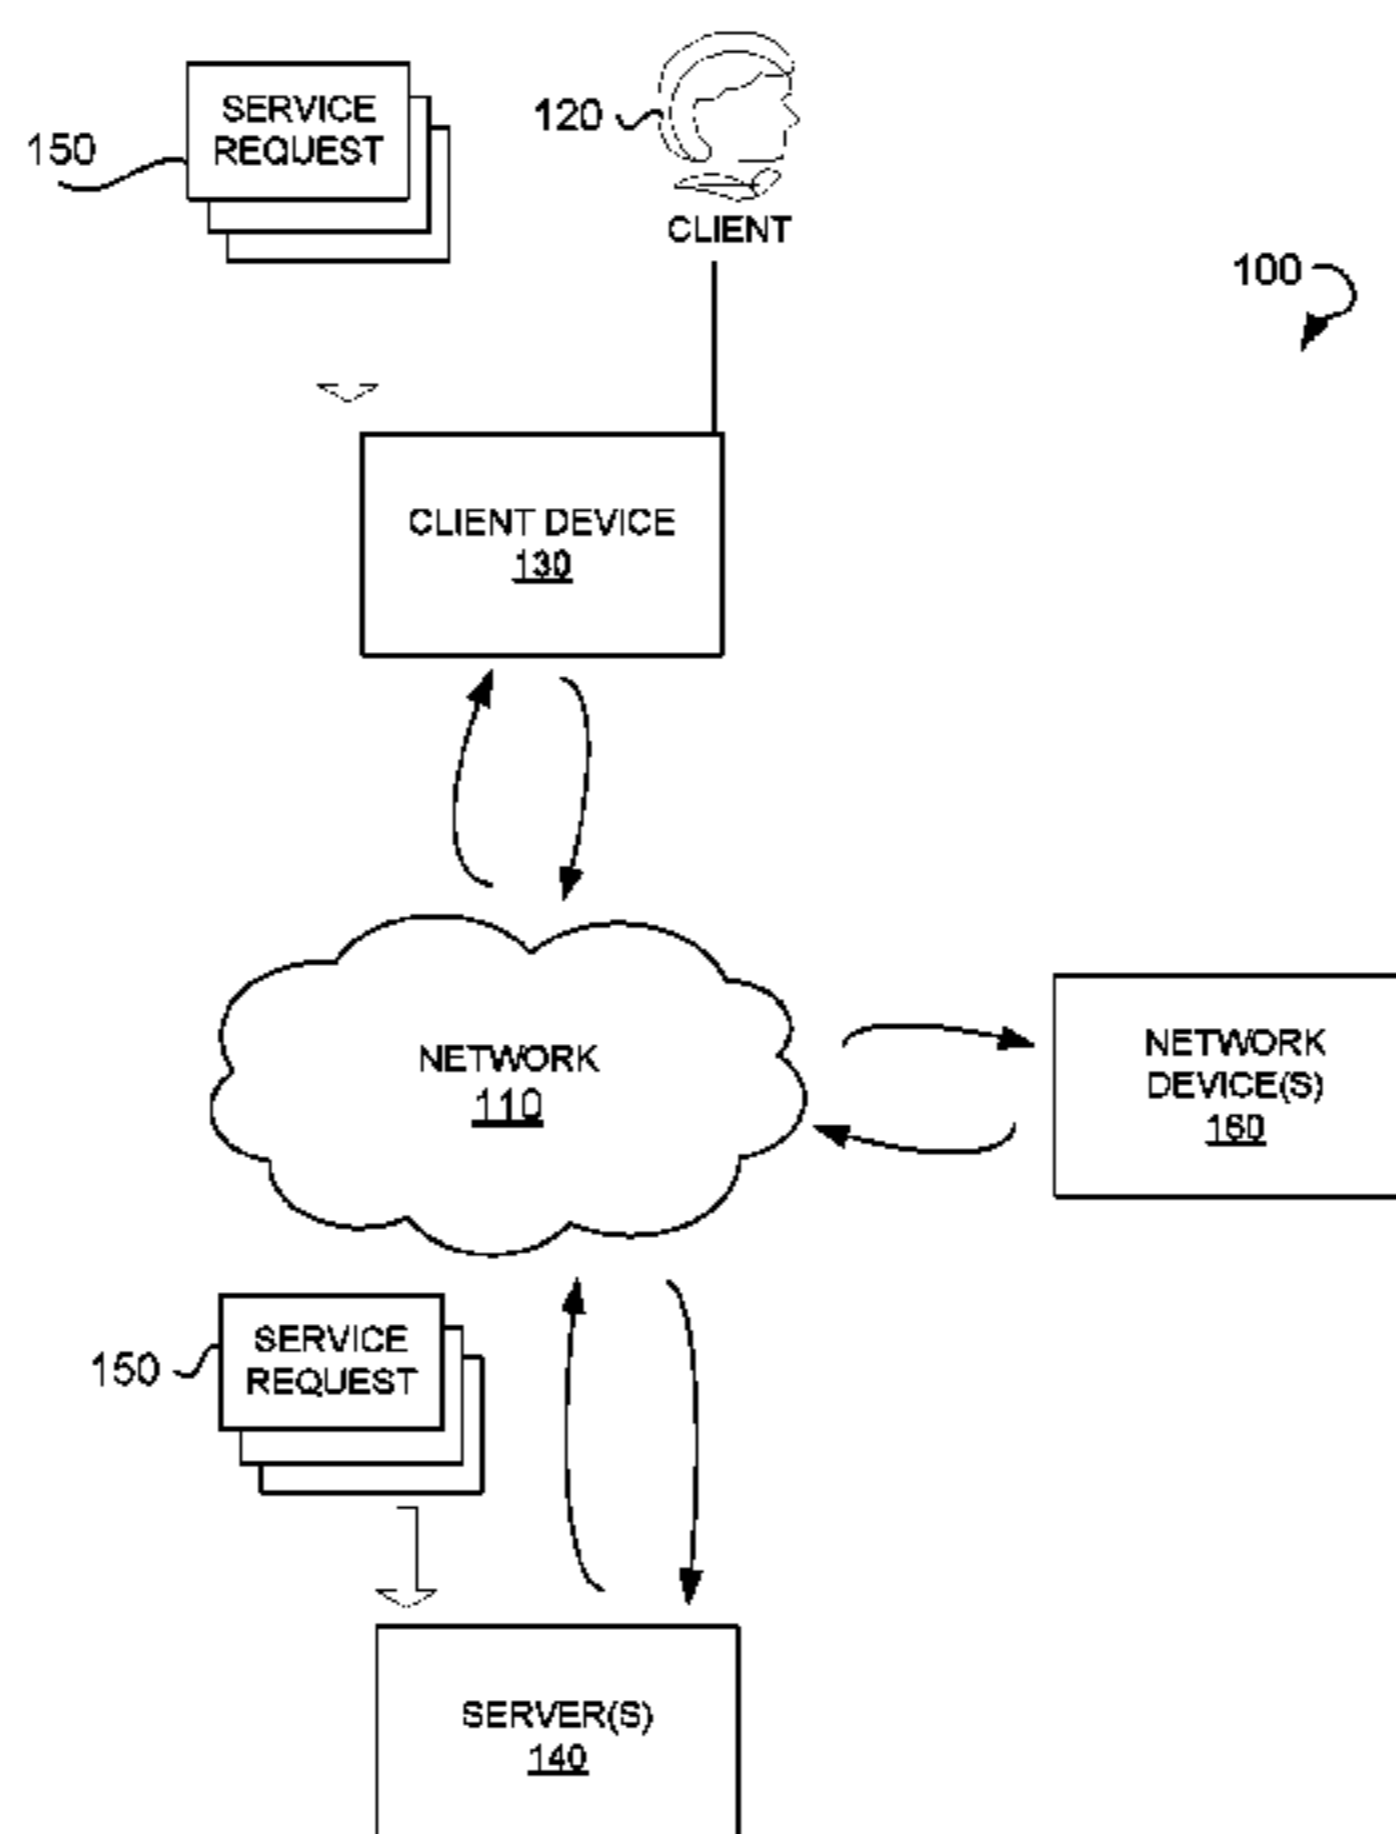 SERVICE
REQUEST
150
120
CLIENT
100
CLIENT DEVICE
130
NETWORK
110
NETWORK
DEVICE(S)
160
SERVICE
REQUEST
150
SERVER(S)
140